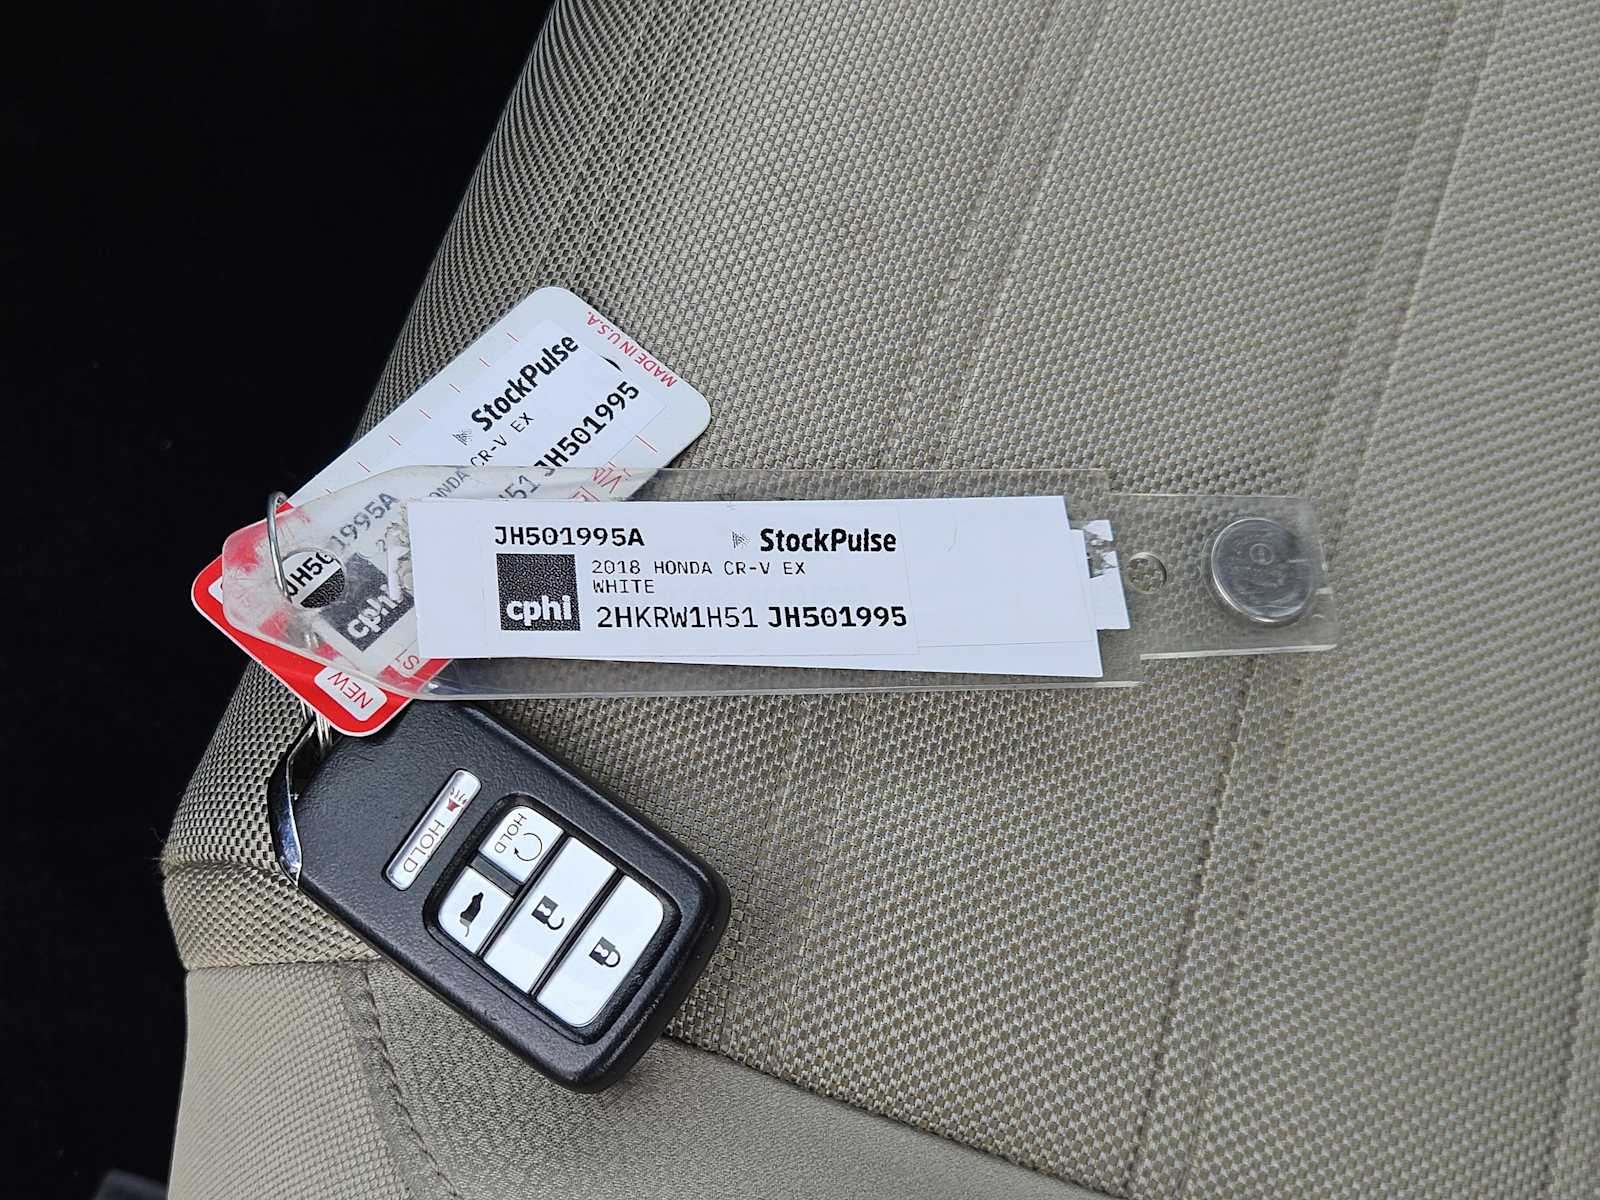 MADE IN U.S.A.
StockPulse
CR-V EX
JH501995
1995A
cphi
NEW
JH501995A
StockPulse
2018 HONDA CR-V EX
WHITE
cphi
2HKRW1H51 JH501995
HOLD
HOLD